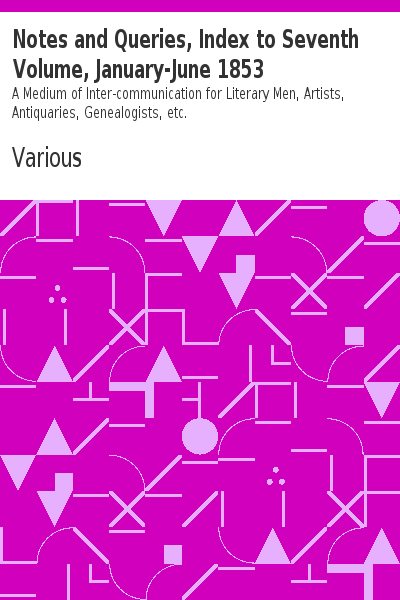 Notes and Queries, Index to Seventh
Volume, January-June 1853
A Medium of Inter-communication for Literary Men, Artists,
Antiquaries, Genealogists, etc.
Various